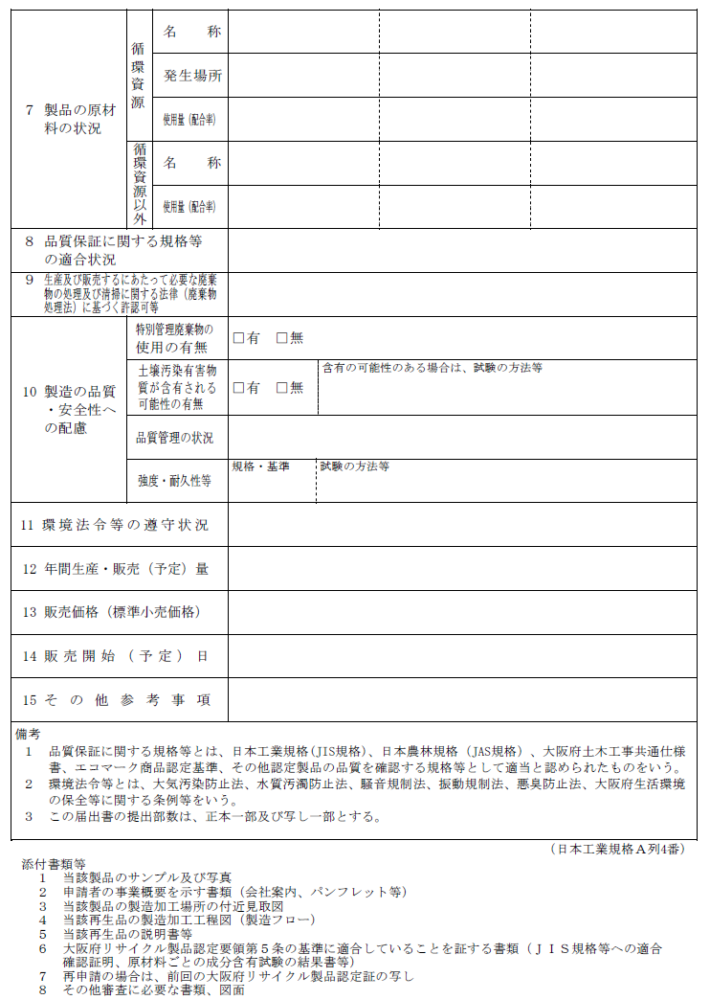 7 製品の原材
料の状況
循環資源
名　　称
発生場所
使用量（配合率）
循環資源以外
名　　称
使用量（配合率）
8 品質保証に関する規格等
の適合状況
9 生産及び販売するにあたって必要な廃棄
物の処理及び清掃に関する法律（廃棄物
処理法）に基づく許認可等
10 製造の品質
・安全性へ
の配慮
特別管理廃棄物の
使用の有無
□有　□無
土壌汚染有害物
質が含有される
可能性の有無
□有　□無
含有の可能性のある場合は、試験の方法等
品質管理の状況
強度・耐久性等
規格・基準
試験の方法等
11 環境法令等の遵守状況
12 年間生産・販売（予定）量
13 販売価格（標準小売価格）
14 販売開始（予定）日
15 その他参考事項
備考
1　品質保証に関する規格等とは、日本工業規格(JIS規格)、日本農林規格（JAS規格）、大阪府土木工事共通仕様
書、エコマーク商品認定基準、その他認定製品の品質を確認する規格等として適当と認められたものをいう。
2　環境法令等とは、大気汚染防止法、水質汚濁防止法、騒音規制法、振動規制法、悪臭防止法、大阪府生活環境
の保全等に関する条例等をいう。
3　この届出書の提出部数は、正本一部及び写し一部とする。
（日本工業規格Ａ列4番）
添付書類等
1　当該製品のサンプル及び写真
2　申請者の事業概要を示す書類（会社案内、パンフレット等）
3　当該製品の製造加工場所の付近見取図
4　当該再生品の製造加工工程図（製造フロー）
5　当該再生品の説明書等
6　大阪府リサイクル製品認定要領第５条の基準に適合していることを証する書類（ＪＩＳ規格等への適合
確認証明、原材料ごとの成分含有試験の結果書等）
7　再申請の場合は、前回の大阪府リサイクル製品認定証の写し
8　その他審査に必要な書類、図面